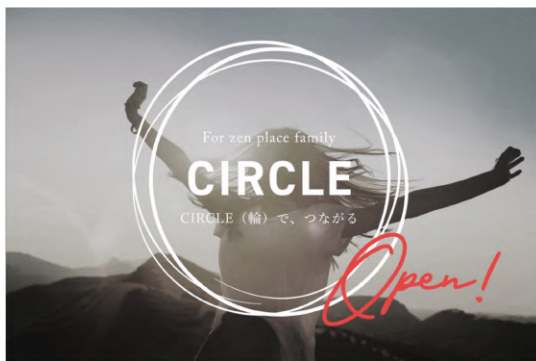 For zen place family
CIRCLE
CIRCLE（輪）で、つながる
Open!